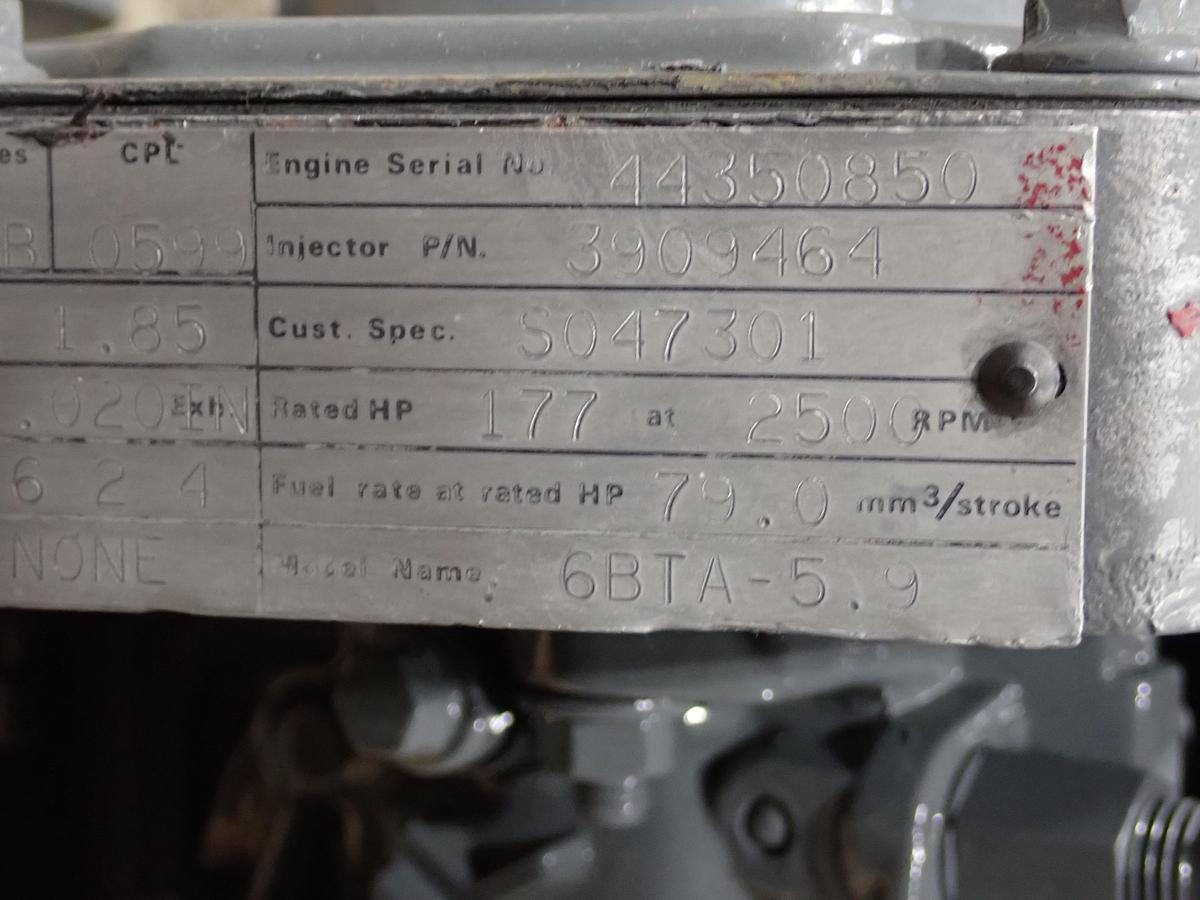 es CPL Engine Serial No. 44350850
B 0599 Injector P/N. 3909464
1.85 Cust. Spec. S047301
.020IN Exh. Rated HP 177 at 2500 RPM
6 2 4 Fuel rate at rated HP 79.0 mm3/stroke
NONE Model Name. 6BTA-5.9